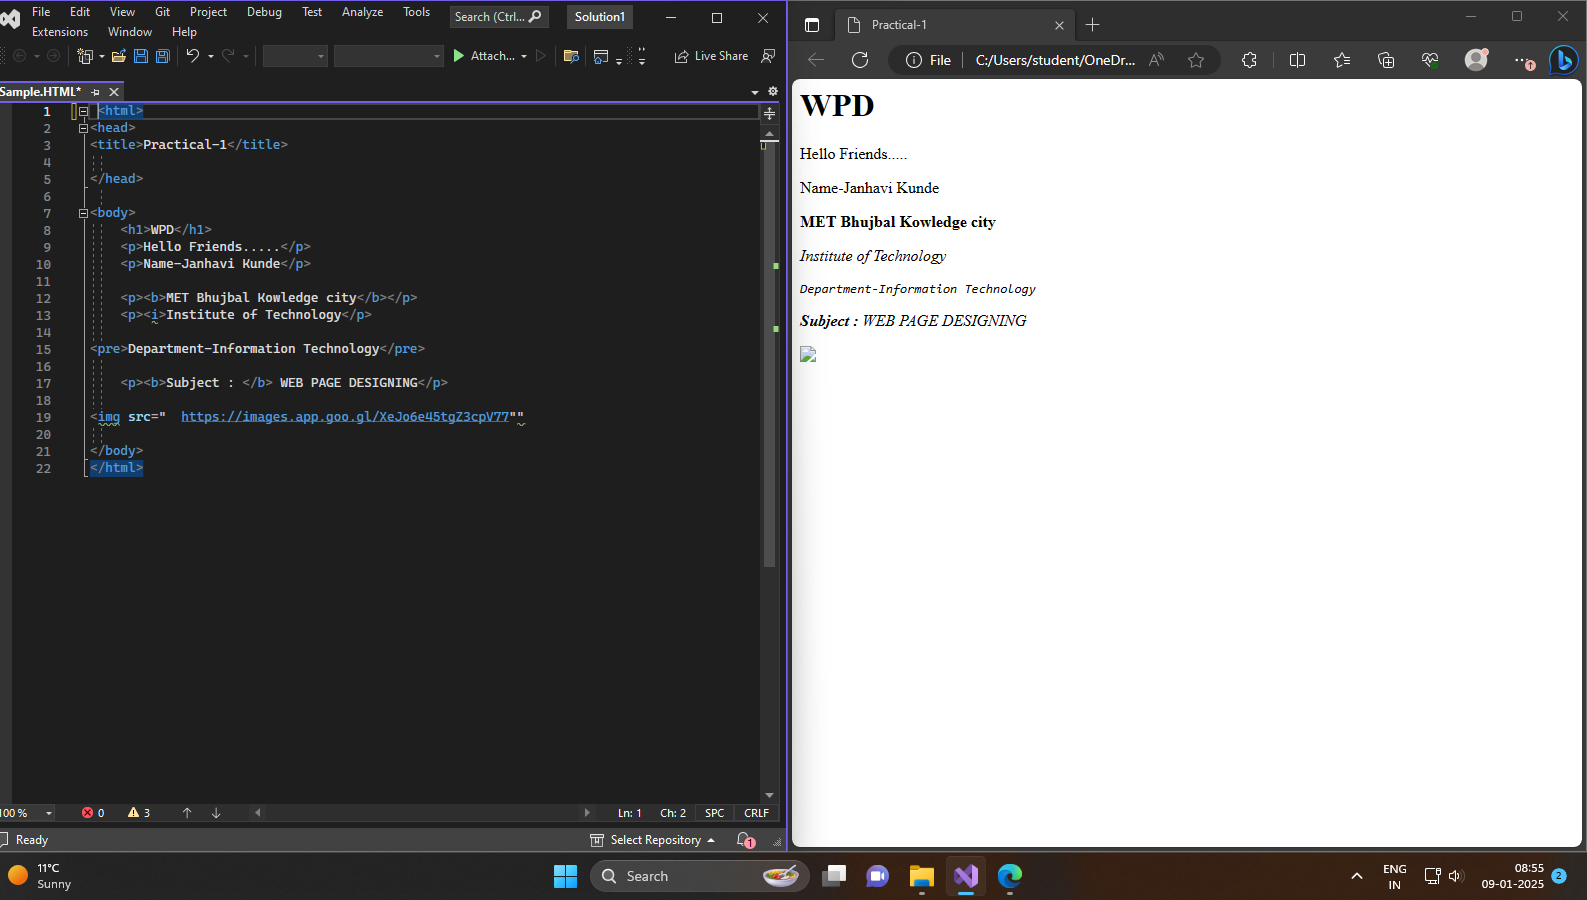 File Edit View Git Project Debug Test Analyze Tools Search (Ctrl... Solution1
Extensions Window Help
Attach... Live Share
Sample.HTML*
1 <html>
2 <head>
3 <title>Practical-1</title>
4
5 </head>
6
7 <body>
8 <h1>WPD</h1>
9 <p>Hello Friends.....</p>
10 <p>Name-Janhavi Kunde</p>
11
12 <p><b>MET Bhujbal Kowledge city</b></p>
13 <p><i>Institute of Technology</p>
14
15 <pre>Department-Information Technology</pre>
16
17 <p><b>Subject : </b> WEB PAGE DESIGNING</p>
18
19 <img src="  https://images.app.goo.gl/XeJo6e45tgZ3cpV77""
20
21 </body>
22 </html>
100 % 0 3 Ln: 1 Ch: 2 SPC CRLF
Ready Select Repository 1
Practical-1
File C:/Users/student/OneDr...
WPD
Hello Friends.....
Name-Janhavi Kunde
MET Bhujbal Kowledge city
Institute of Technology
Department-Information Technology
Subject : WEB PAGE DESIGNING
11°C
Sunny
Search
ENG
IN
08:55
09-01-2025
2